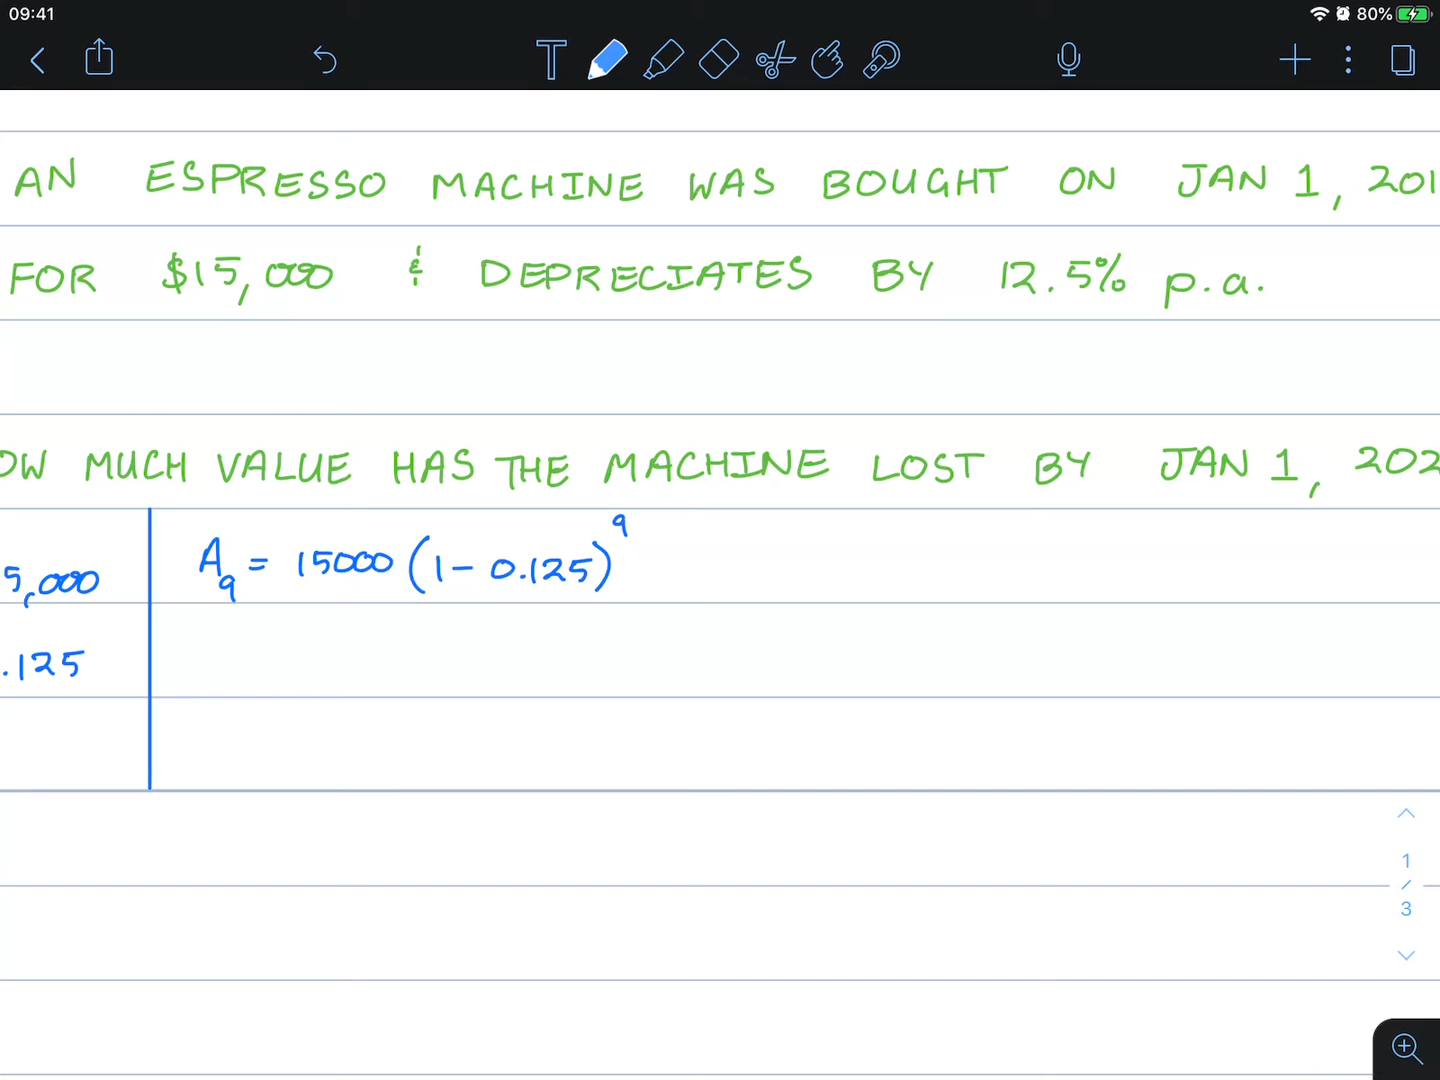 09:41 80%
AN ESPRESSO MACHINE WAS BOUGHT ON JAN 1, 201
FOR $15,000 & DEPRECIATES BY 12.5% p.a.
OW MUCH VALUE HAS THE MACHINE LOST BY JAN 1, 202
5,000 A₉ = 15000 (1 - 0.125)⁹
.125
1
/
3